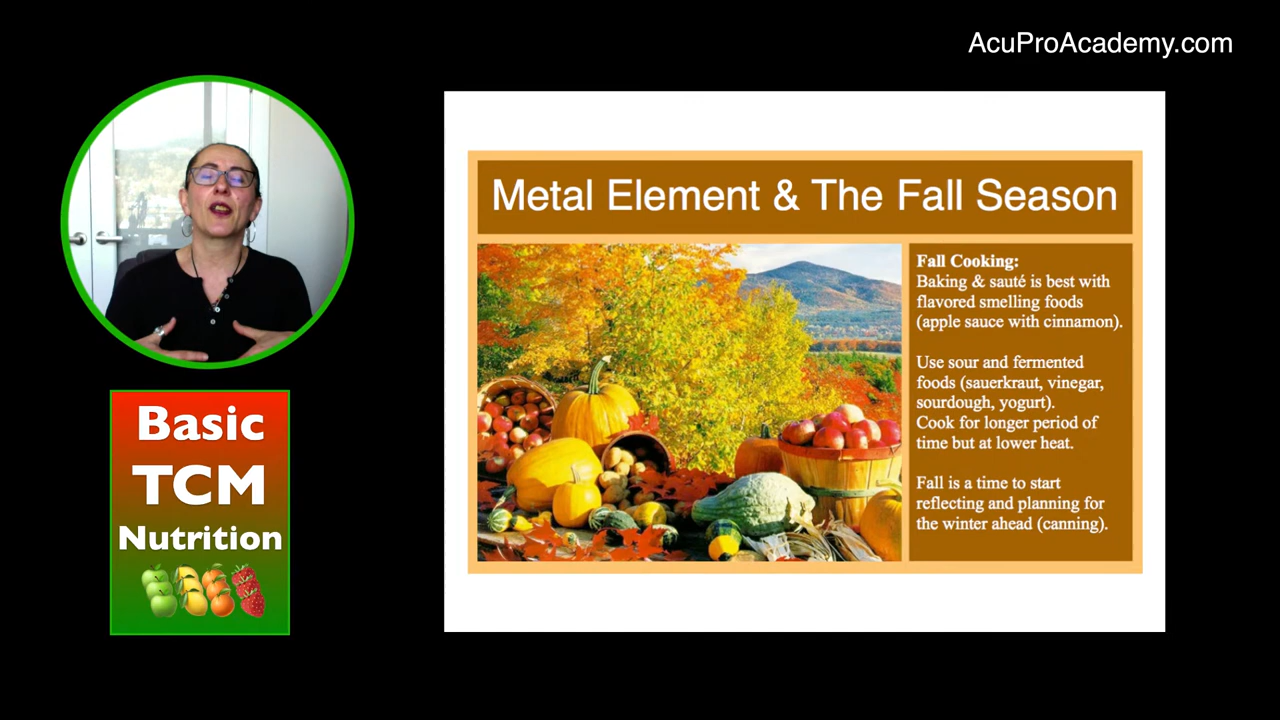 AcuProAcademy.com
Basic
TCM
Nutrition
Metal Element & The Fall Season
Fall Cooking:
Baking & sauté is best with
flavored smelling foods
(apple sauce with cinnamon).
Use sour and fermented
foods (sauerkraut, vinegar,
sourdough, yogurt).
Cook for longer period of
time but at lower heat.
Fall is a time to start
reflecting and planning for
the winter ahead (canning).